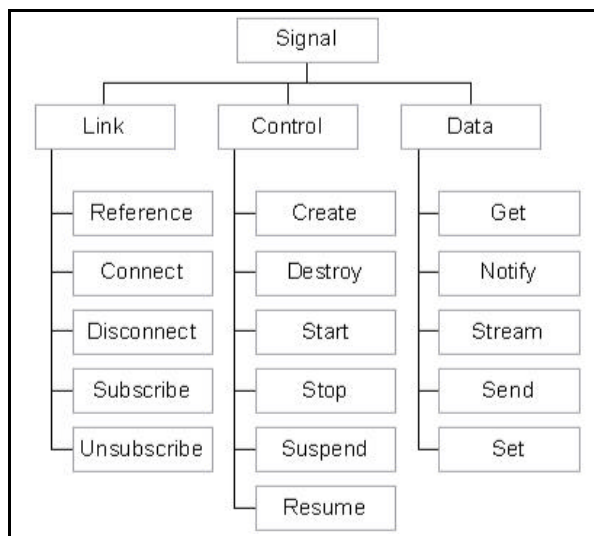 Signal
Link
Control
Data
Reference
Create
Get
Connect
Destroy
Notify
Disconnect
Start
Stream
Subscribe
Stop
Send
Unsubscribe
Suspend
Set
Resume